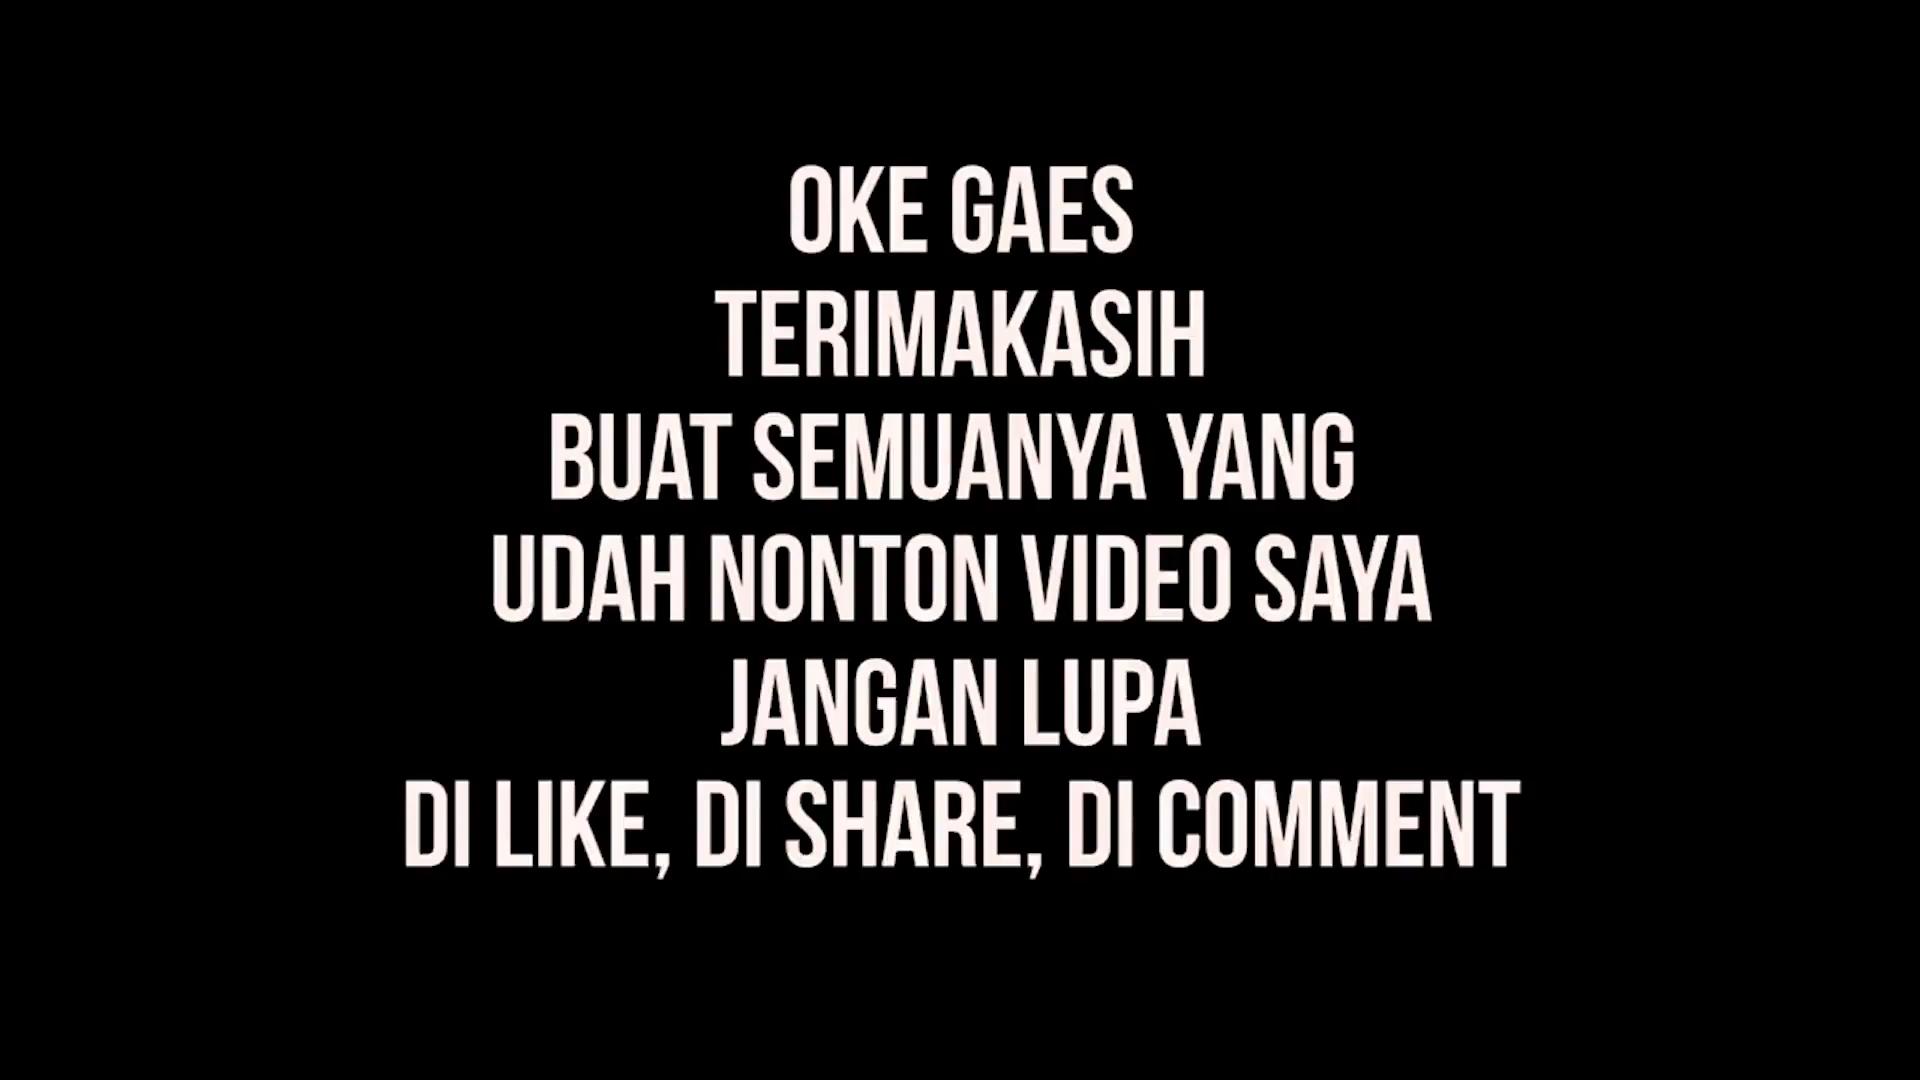 OKE GAES
TERIMAKASIH
BUAT SEMUANYA YANG
UDAH NONTON VIDEO SAYA
JANGAN LUPA
DI LIKE, DI SHARE, DI COMMENT